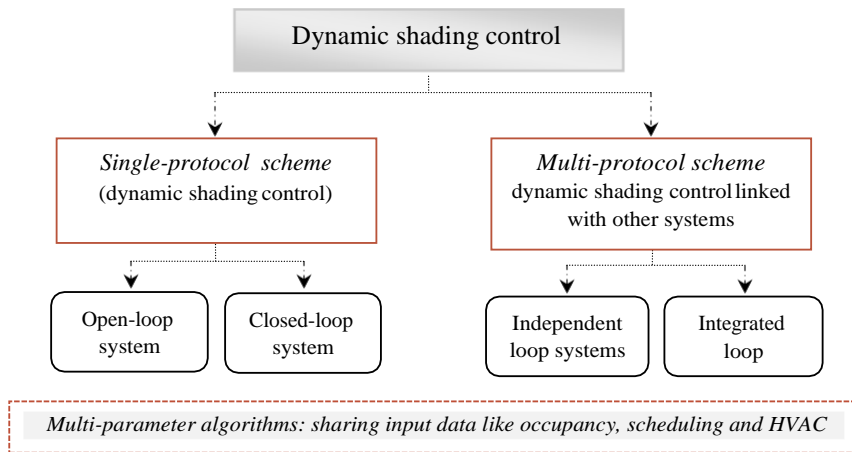 Dynamic shading control
Single-protocol scheme
(dynamic shading control)
Multi-protocol scheme
dynamic shading control linked
with other systems
Open-loop
system
Closed-loop
system
Independent
loop systems
Integrated
loop
Multi-parameter algorithms: sharing input data like occupancy, scheduling and HVAC